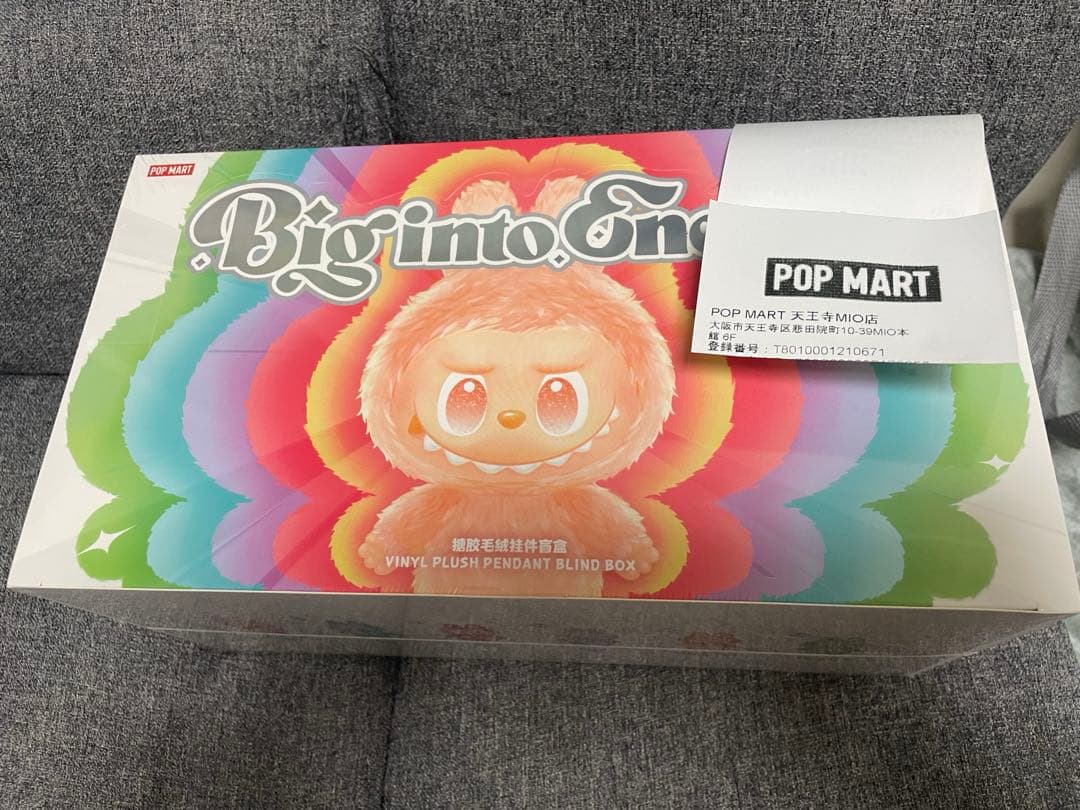 POP MART
Big into En
POP MART
POP MART 天王寺MIO店
大阪市天王寺区悲田院町10-39MIO本
館 6F
登録番号：T8010001210671
搪胶毛绒挂件盲盒
VINYL PLUSH PENDANT BLIND BOX